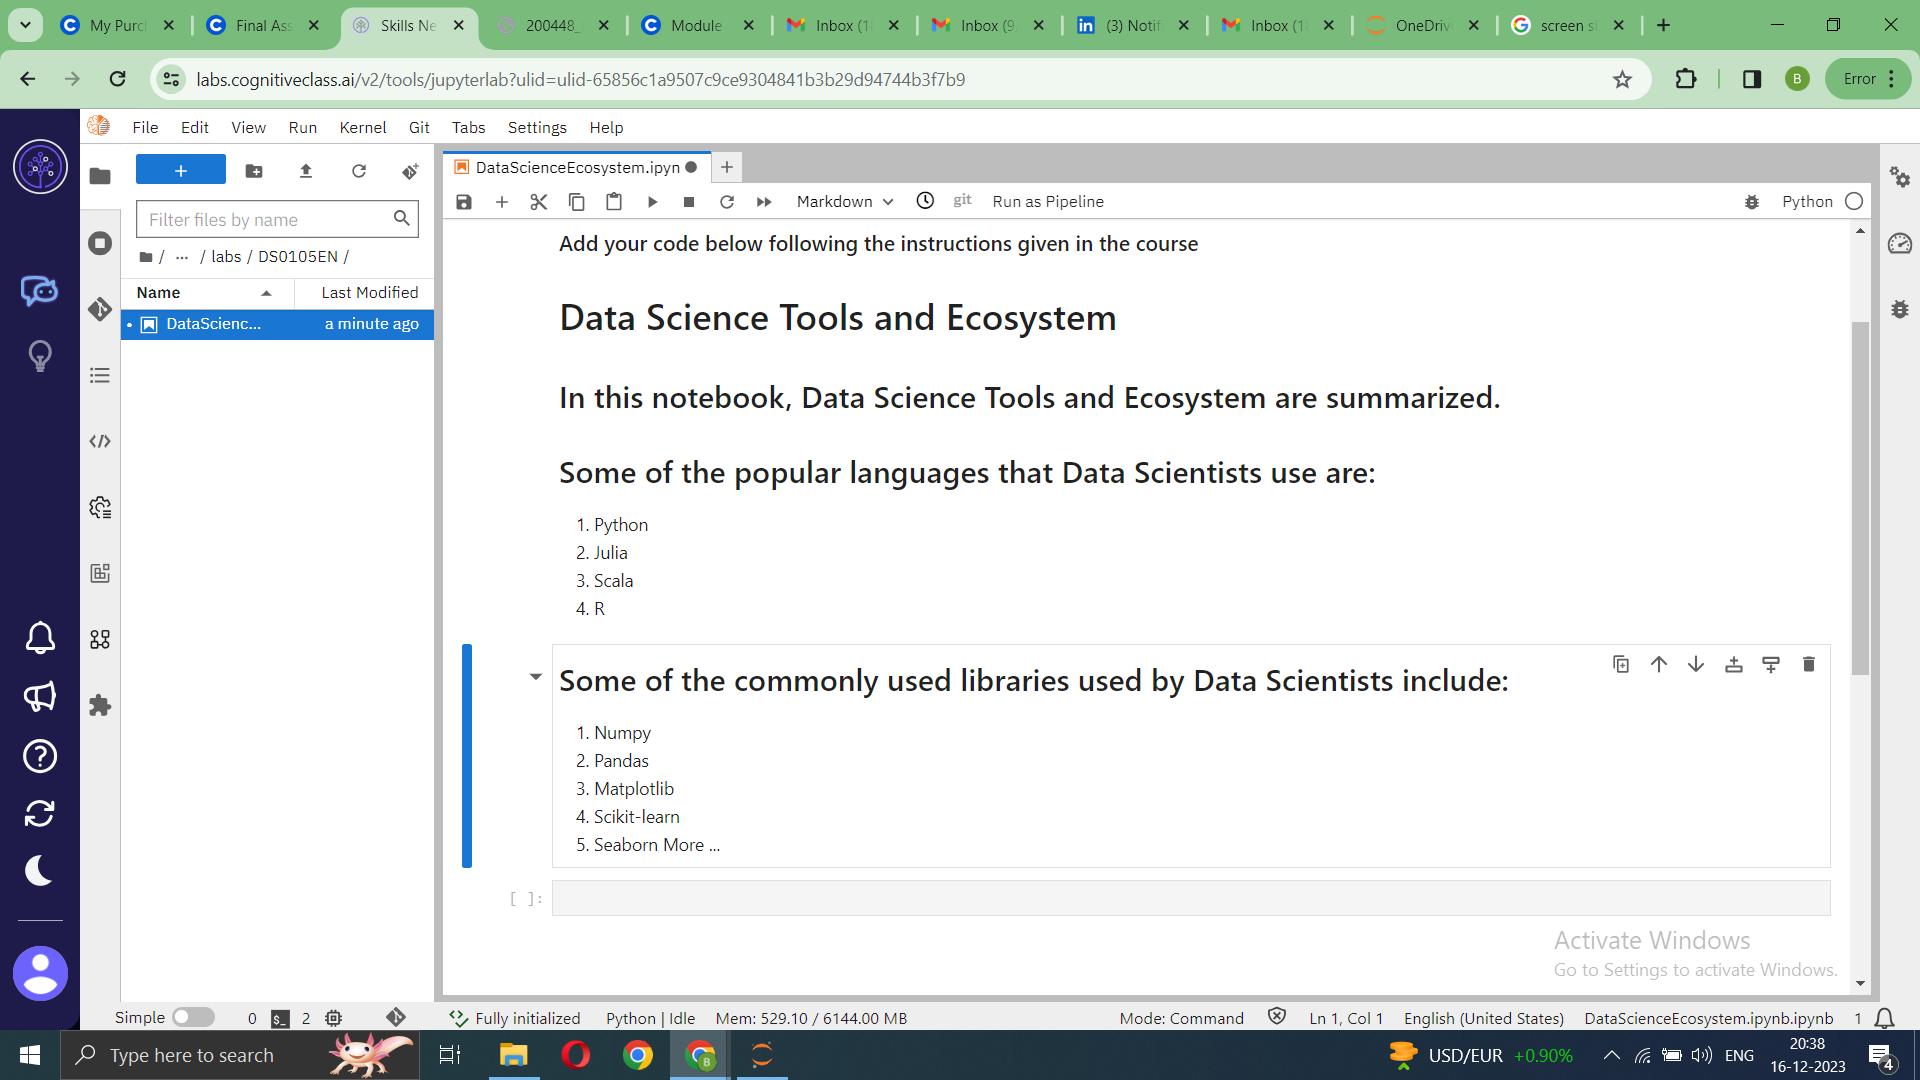 My Purc
Final Ass
Skills Ne
200448_
Module
Inbox (1
Inbox (9,
(3) Notif
Inbox (1
OneDriv
screen s
labs.cognitiveclass.ai/v2/tools/jupyterlab?ulid=ulid-65856c1a9507c9ce9304841b3b29d94744b3f7b9
B
Error
File Edit View Run Kernel Git Tabs Settings Help
DataScienceEcosystem.ipyn
Markdown
git
Run as Pipeline
Python
Filter files by name
/ ... / labs / DS0105EN /
Name
Last Modified
DataScienc...
a minute ago
Add your code below following the instructions given in the course
Data Science Tools and Ecosystem
In this notebook, Data Science Tools and Ecosystem are summarized.
Some of the popular languages that Data Scientists use are:
1. Python
2. Julia
3. Scala
4. R
Some of the commonly used libraries used by Data Scientists include:
1. Numpy
2. Pandas
3. Matplotlib
4. Scikit-learn
5. Seaborn More ...
[ ]:
Activate Windows
Go to Settings to activate Windows.
Simple
0
$_
2
Fully initialized
Python | Idle
Mem: 529.10 / 6144.00 MB
Mode: Command
Ln 1, Col 1
English (United States)
DataScienceEcosystem.ipynb.ipynb
1
Type here to search
USD/EUR +0.90%
ENG
20:38
16-12-2023
4